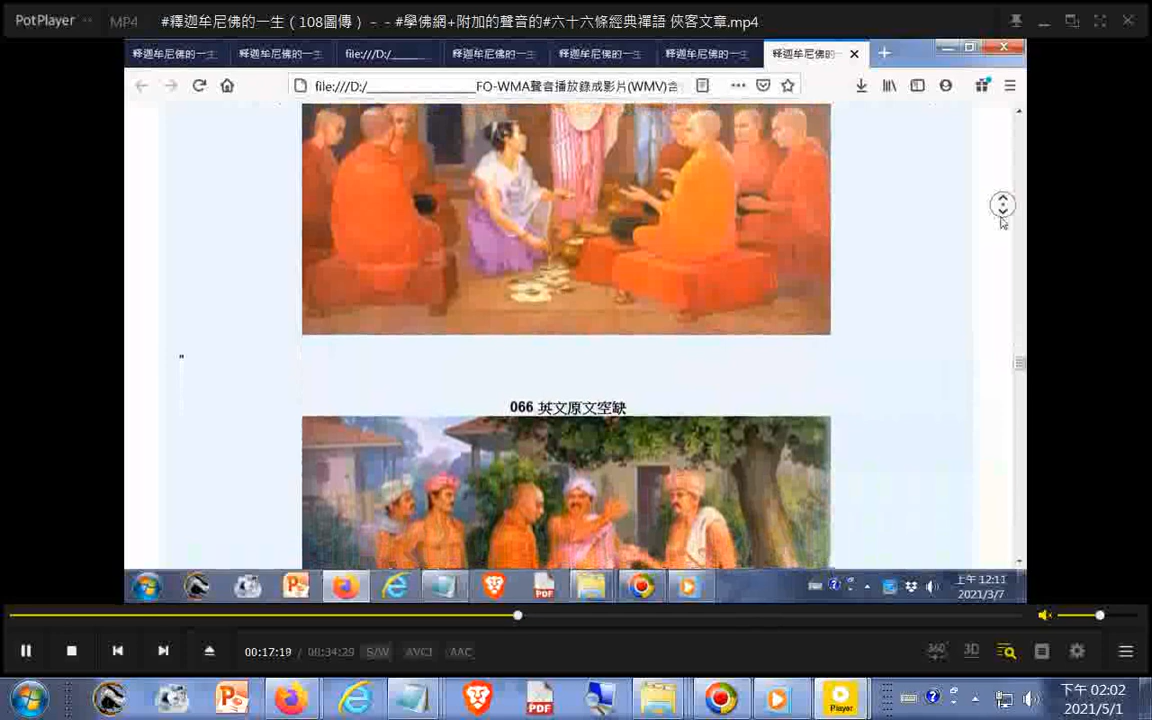 PotPlayer
MP4
#釋迦牟尼佛的一生（108圖傳）- - #學佛網+附加的聲音的#六十六條經典禪語 俠客文章.mp4
釋迦牟尼佛的一生
釋迦牟尼佛的一生
file:///D:/______
釋迦牟尼佛的一生
釋迦牟尼佛的一生
釋迦牟尼佛的一生
釋迦牟尼佛的一
file:///D:/____________________FO-WMA聲音播放錄成影片(WMV)含
"
066 英文原文空缺
上午 12:11
2021/3/7
00:17:19 / 00:34:29 S/W AVC1 AAC
360°
3D
下午 02:02
2021/5/1
PDF
PDF
Player